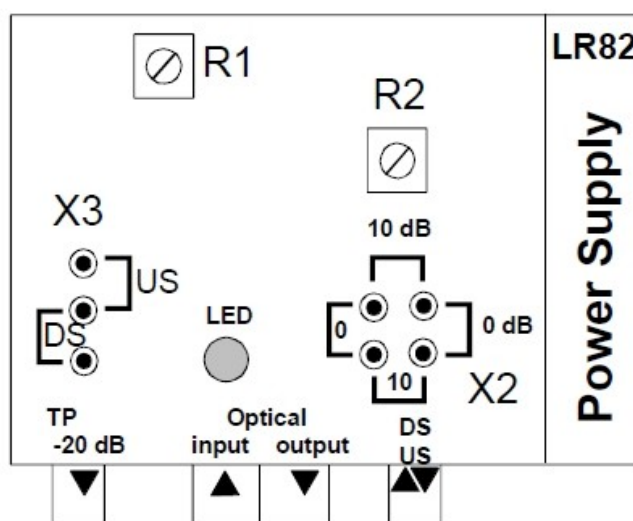 R1
LR82
R2
Power Supply
X3
10 dB
US
LED
DS
0
0 dB
10
X2
TP
-20 dB
Optical
input output
DS
US